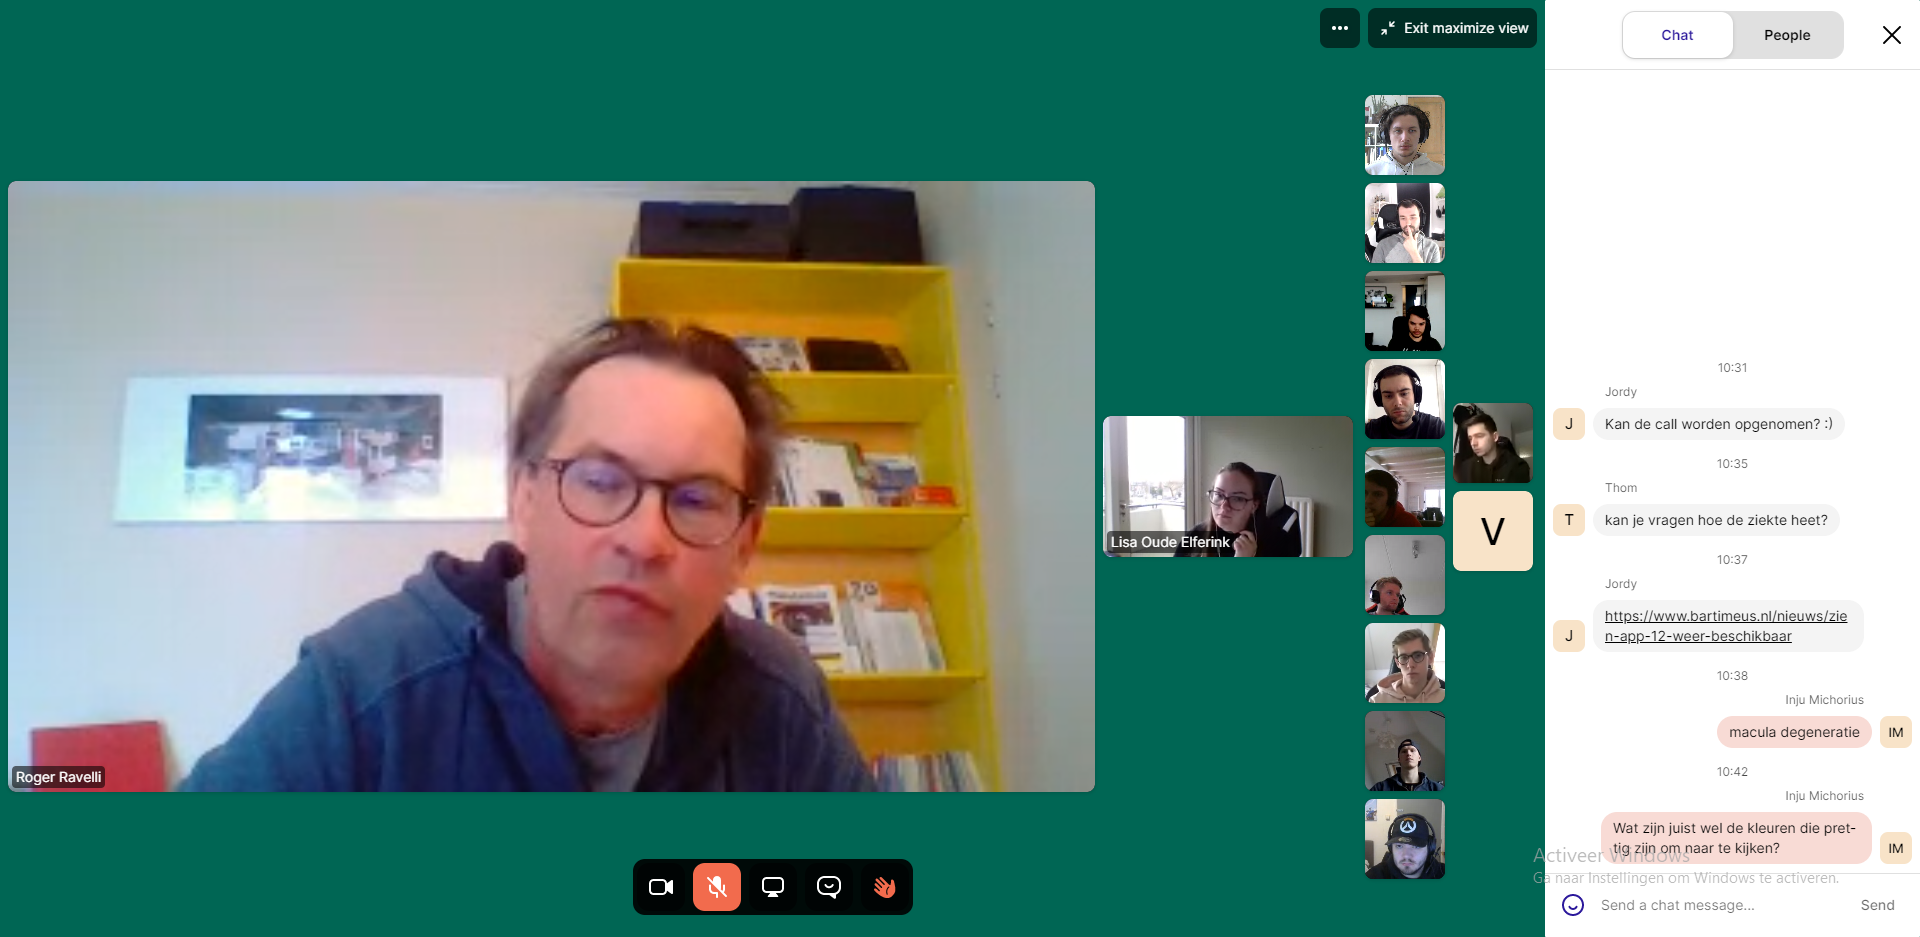 Exit maximize view
Chat
People
10:31
Jordy
J
Kan de call worden opgenomen? :)
10:35
Thom
T
kan je vragen hoe de ziekte heet?
10:37
Jordy
J
https://www.bartimeus.nl/nieuws/zie
n-app-12-weer-beschikbaar
10:38
Inju Michorius
macula degeneratie
IM
10:42
Inju Michorius
Wat zijn juist wel de kleuren die pret-
tig zijn om naar te kijken?
IM
Activeer Windows
Ga naar Instellingen om Windows te activeren.
Send a chat message...
Send
Lisa Oude Elferink
V
Roger Ravelli